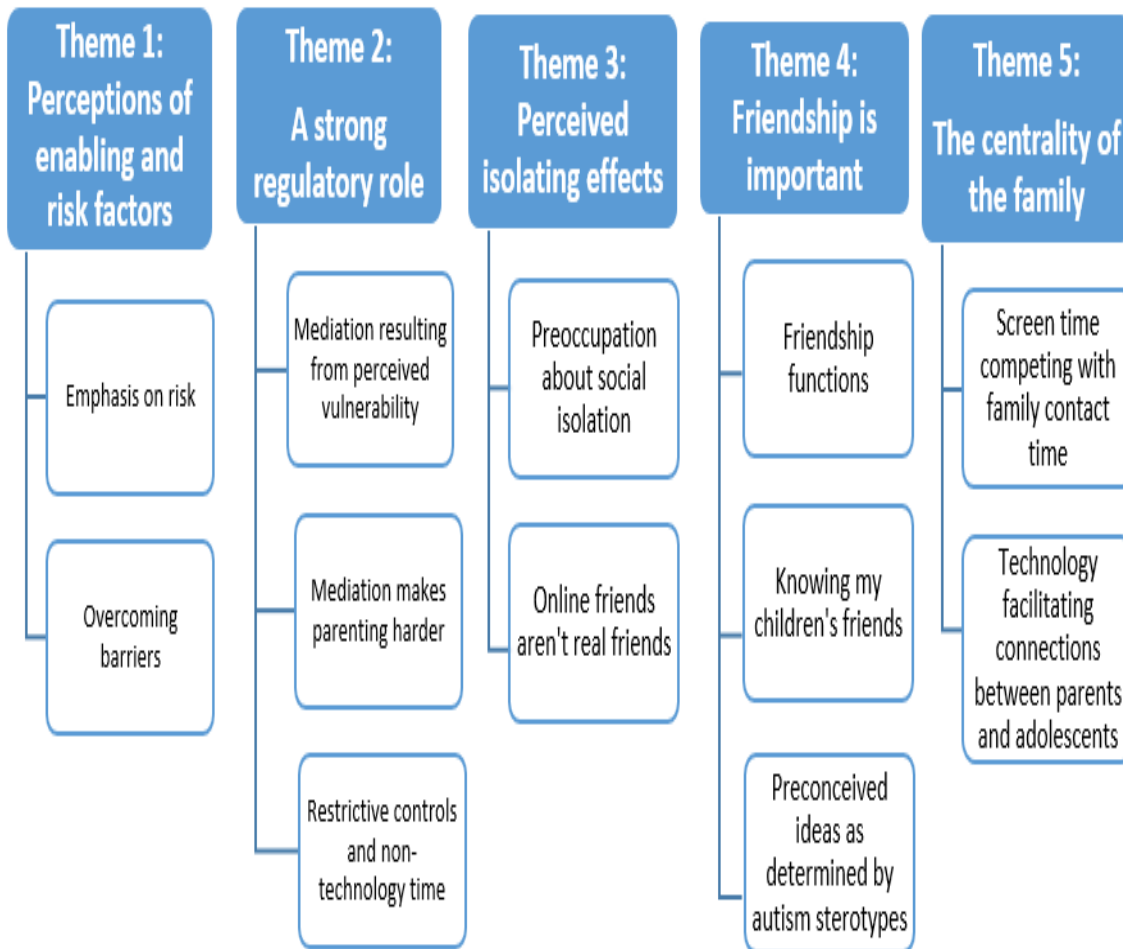 Theme 1:
Perceptions of
enabling and
risk factors
Emphasis on risk
Overcoming
barriers
Theme 2:
A strong
regulatory role
Mediation resulting
from perceived
vulnerability
Mediation makes
parenting harder
Restrictive controls
and non-
technology time
Theme 3:
Perceived
isolating effects
Preoccupation
about social
isolation
Online friends
aren't real friends
Theme 4:
Friendship is
important
Friendship
functions
Knowing my
children's friends
Preconceived
ideas as
determined by
autism sterotypes
Theme 5:
The centrality of
the family
Screen time
competing with
family contact
time
Technology
facilitating
connections
between parents
and adolescents